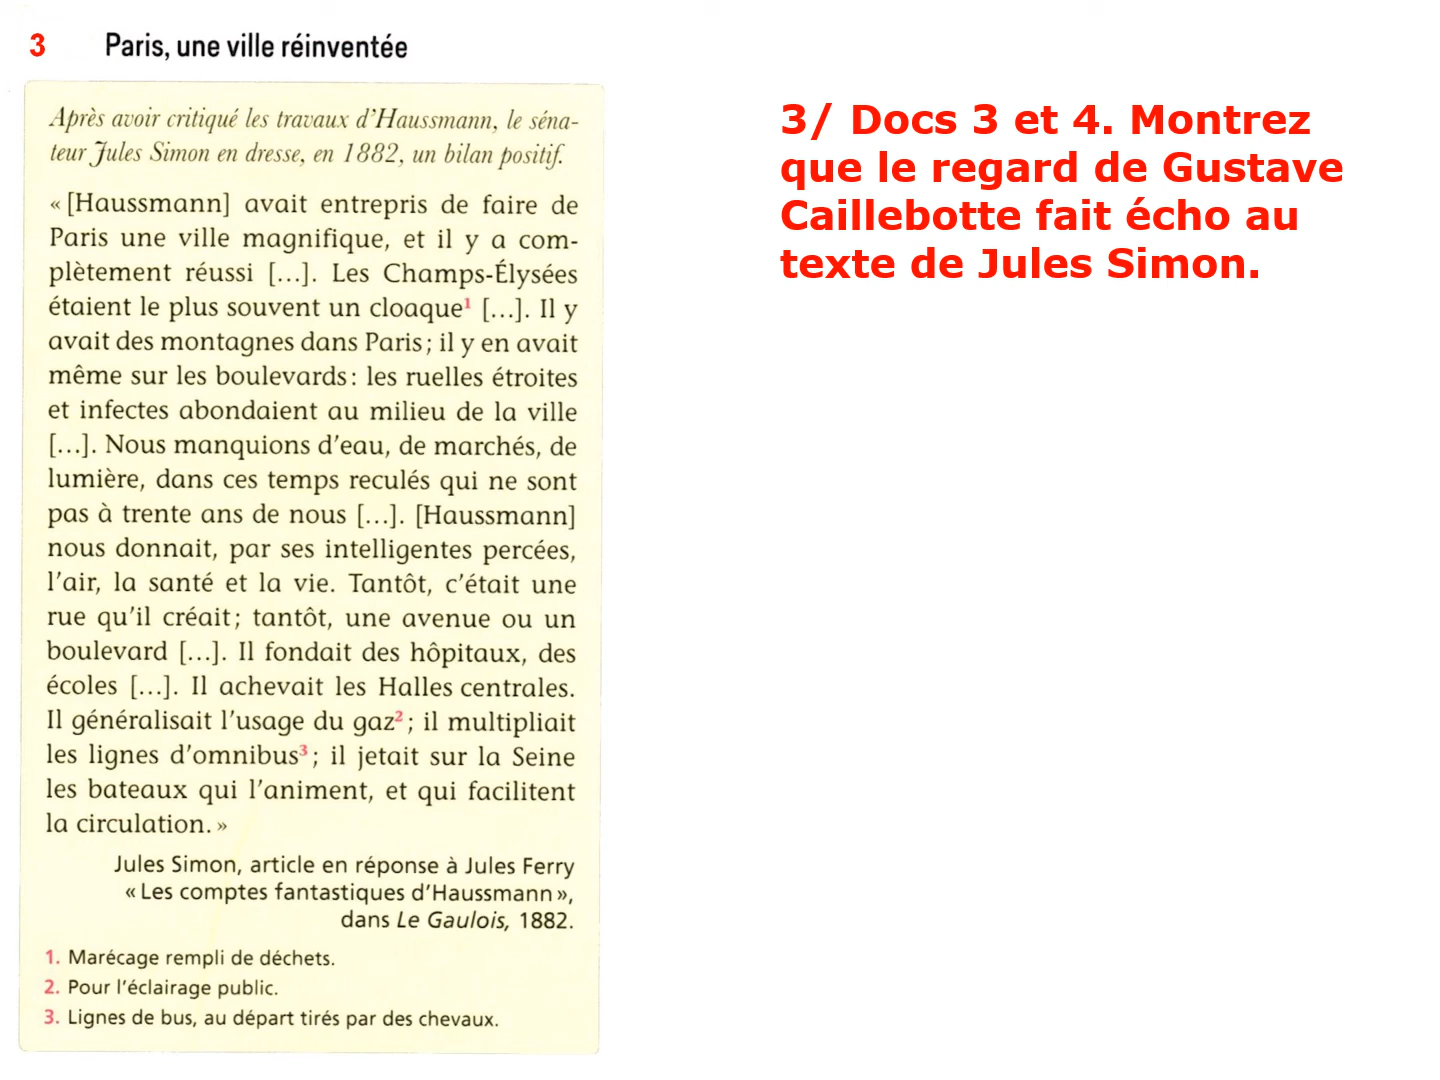 3 Paris, une ville réinventée
Après avoir critiqué les travaux d'Haussmann, le séna-
teur Jules Simon en dresse, en 1882, un bilan positif.
« [Haussmann] avait entrepris de faire de
Paris une ville magnifique, et il y a com-
plètement réussi [...]. Les Champs-Élysées
étaient le plus souvent un cloaque¹ [...]. Il y
avait des montagnes dans Paris ; il y en avait
même sur les boulevards : les ruelles étroites
et infectes abondaient au milieu de la ville
[...]. Nous manquions d'eau, de marchés, de
lumière, dans ces temps reculés qui ne sont
pas à trente ans de nous [...]. [Haussmann]
nous donnait, par ses intelligentes percées,
l'air, la santé et la vie. Tantôt, c'était une
rue qu'il créait ; tantôt, une avenue ou un
boulevard [...]. Il fondait des hôpitaux, des
écoles [...]. Il achevait les Halles centrales.
Il généralisait l'usage du gaz² ; il multipliait
les lignes d'omnibus³ ; il jetait sur la Seine
les bateaux qui l'animent, et qui facilitent
la circulation. »
Jules Simon, article en réponse à Jules Ferry
« Les comptes fantastiques d'Haussmann »,
dans Le Gaulois, 1882.
1. Marécage rempli de déchets.
2. Pour l'éclairage public.
3. Lignes de bus, au départ tirés par des chevaux.
3/ Docs 3 et 4. Montrez
que le regard de Gustave
Caillebotte fait écho au
texte de Jules Simon.